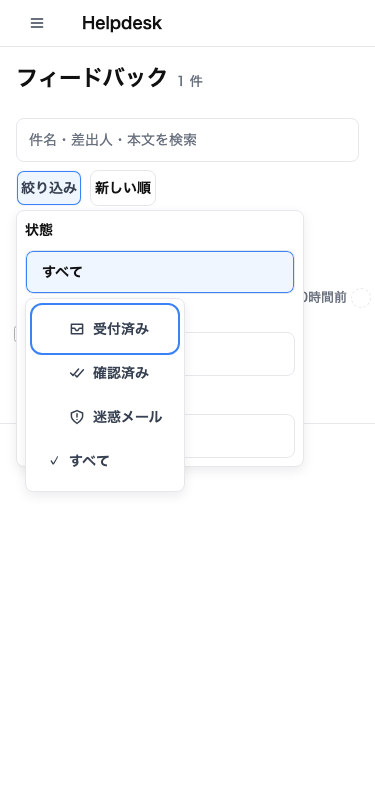 Helpdesk
フィードバック 1 件
件名・差出人・本文を検索
絞り込み 新しい順
状態
すべて
時間前
受付済み
確認済み
迷惑メール
すべて